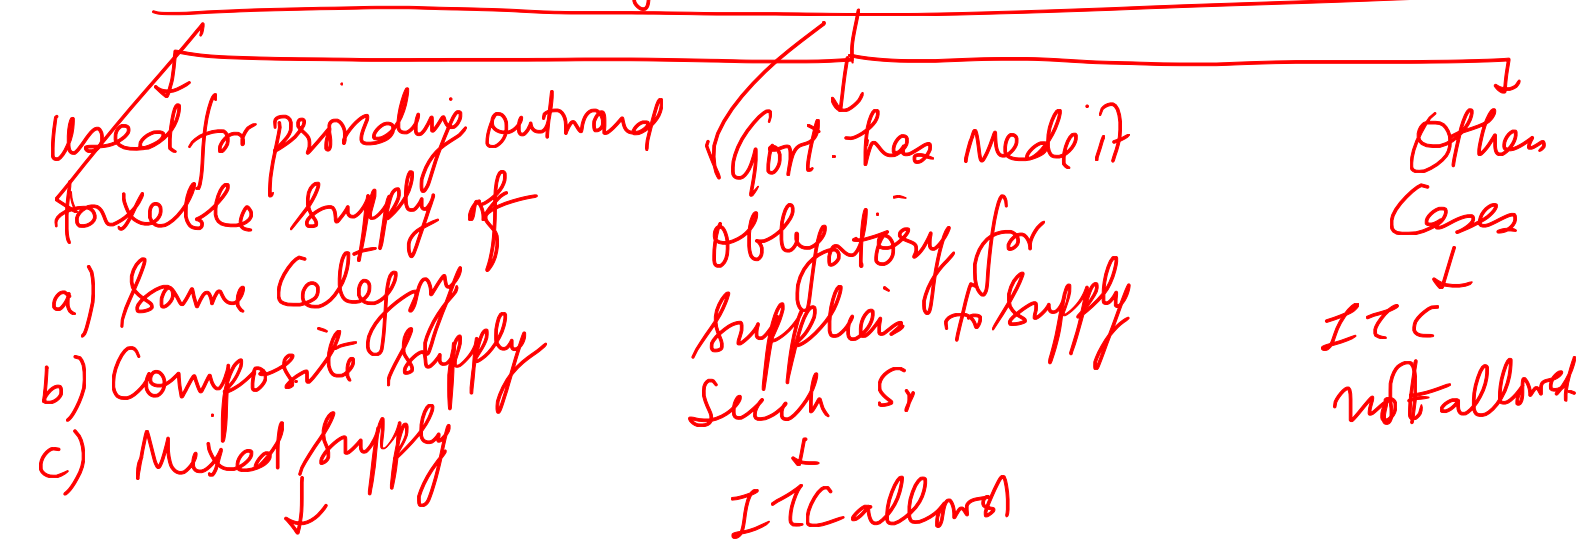 Used for providing outward
taxable supply of
a) Same Category
b) Composite supply
c) Mixed supply
Govt. has made it
obligatory for
suppliers to supply
Such
ITC allowed
Other
Cases
ITC
not allowed